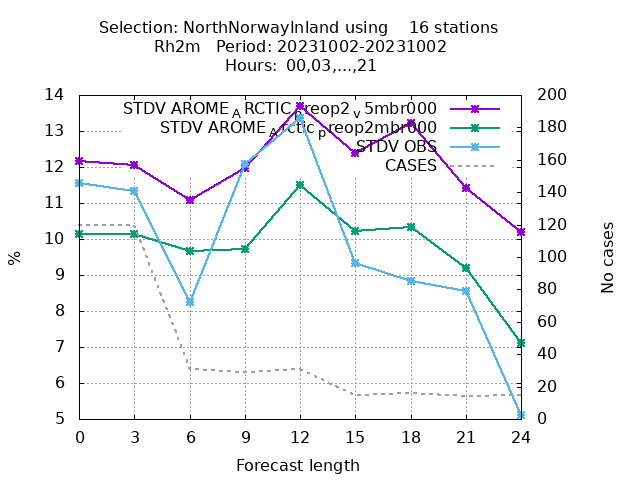 Selection: NorthNorwayInland using 16 stations
Rh2m Period: 20231002-20231002
Hours: 00,03,...,21
STDV AROME_ARCTIC_preop2_v5mbr000
STDV AROME_Arctic_preop2mbr000
STDV OBS
CASES
14
13
12
11
10
9
8
7
6
5
%
200
180
160
140
120
100
80
60
40
20
0
No cases
0 3 6 9 12 15 18 21 24
Forecast length